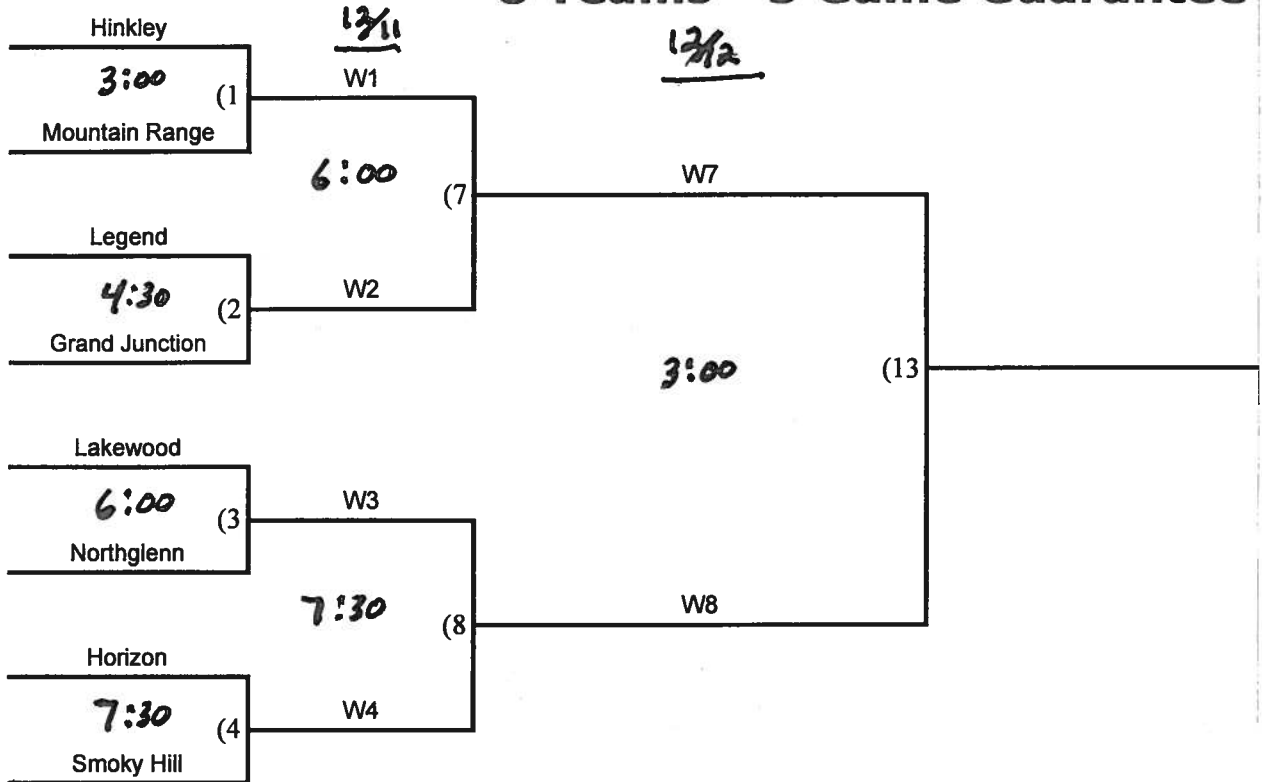 12/11
12/12
Hinkley
3:00
(1
Mountain Range
W1
6:00
(7
W7
Legend
4:30
(2
Grand Junction
W2
3:00
(13
Lakewood
6:00
(3
Northglenn
W3
7:30
(8
W8
Horizon
7:30
(4
Smoky Hill
W4